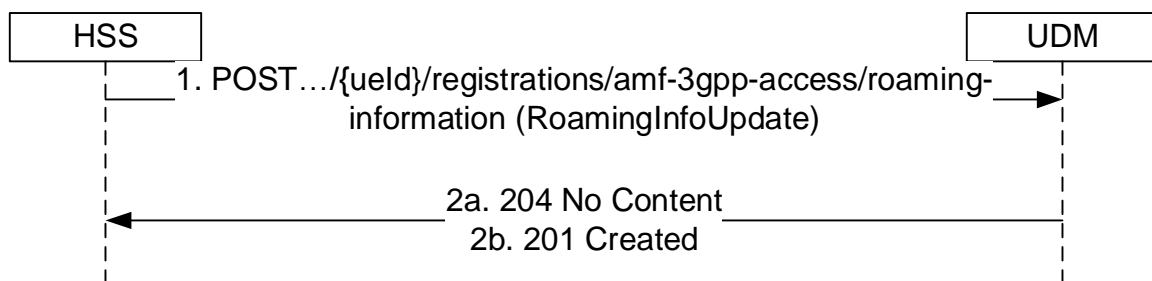 HSS
UDM
1. POST…/{ueId}/registrations/amf-3gpp-access/roaming-
information (RoamingInfoUpdate)
2a. 204 No Content
2b. 201 Created